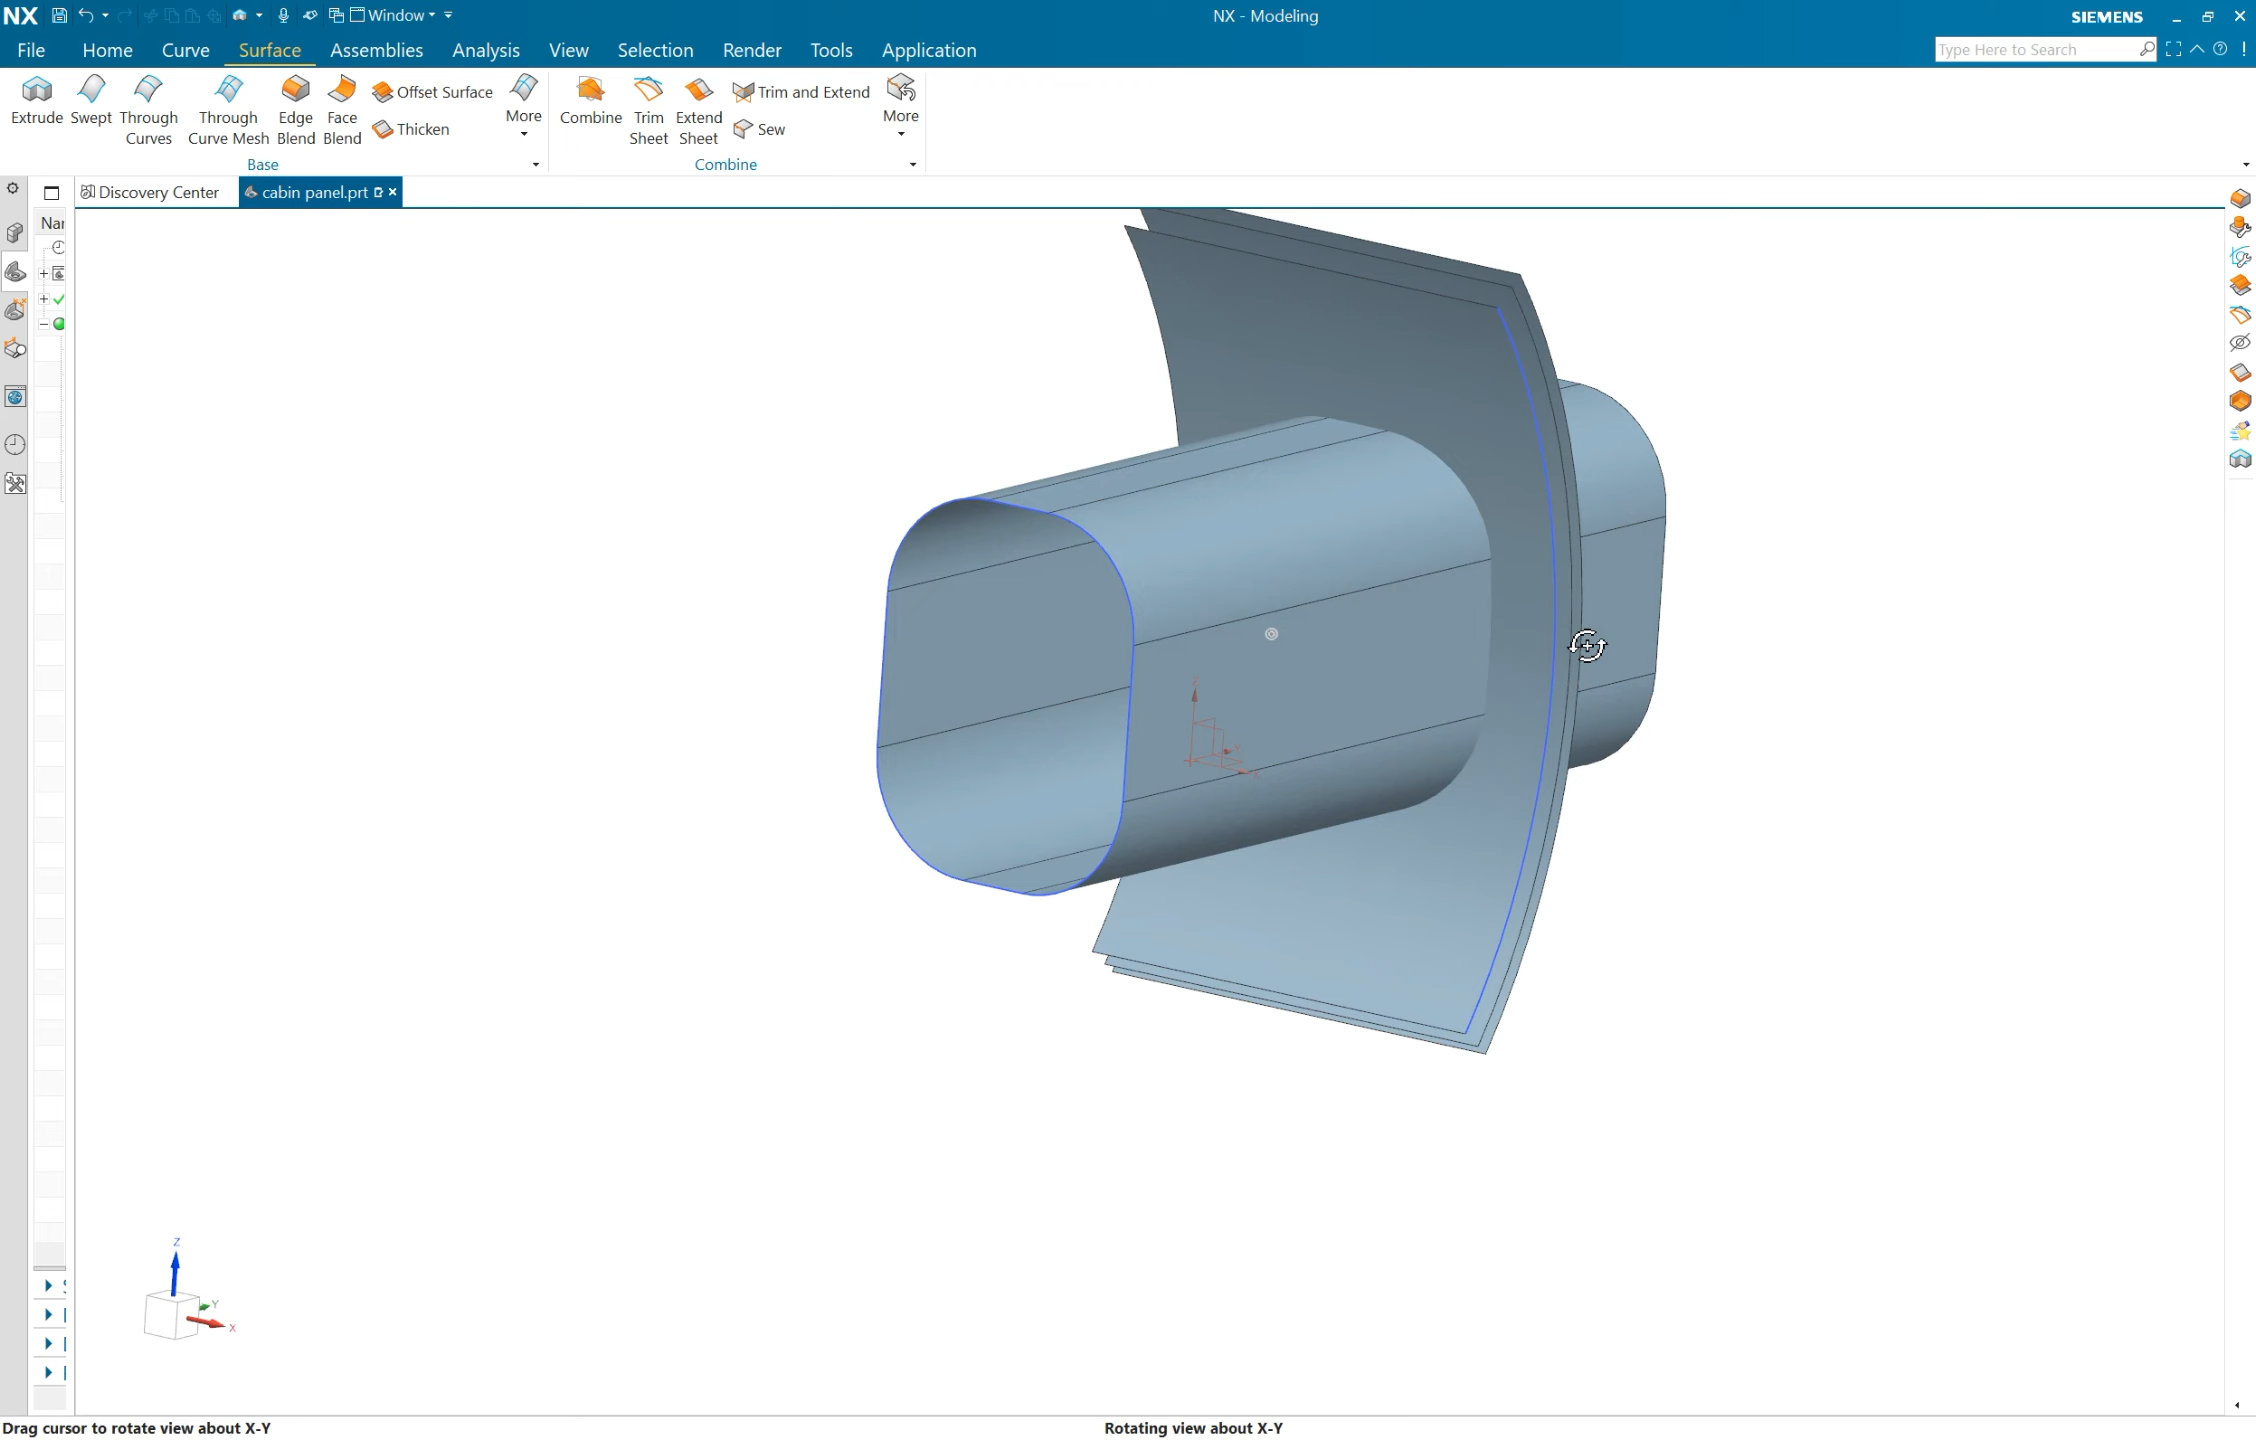 NX Window NX - Modeling SIEMENS
File Home Curve Surface Assemblies Analysis View Selection Render Tools Application Type Here to Search
Extrude Swept Through Curves Through Curve Mesh Edge Blend Face Blend Offset Surface Thicken More
Combine Trim Sheet Extend Sheet Trim and Extend Sew More
Base Combine
Discovery Center cabin panel.prt
Z
Y
X
Drag cursor to rotate view about X-Y Rotating view about X-Y